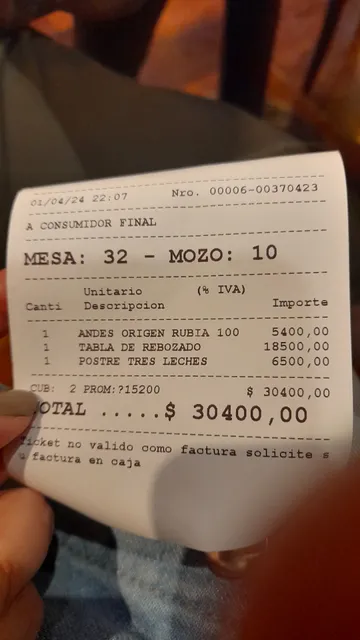 01/04/24 22:07 Nro. 00006-00370423
A CONSUMIDOR FINAL
MESA: 32 - MOZO: 10
Unitario (% IVA)
Canti Descripcion Importe
1 ANDES ORIGEN RUBIA 100 5400,00
1 TABLA DE REBOZADO 18500,00
1 POSTRE TRES LECHES 6500,00
CUB: 2 PROM:?15200 $ 30400,00
OTAL .....$ 30400,00
icket no valido como factura solicite s
u factura en caja